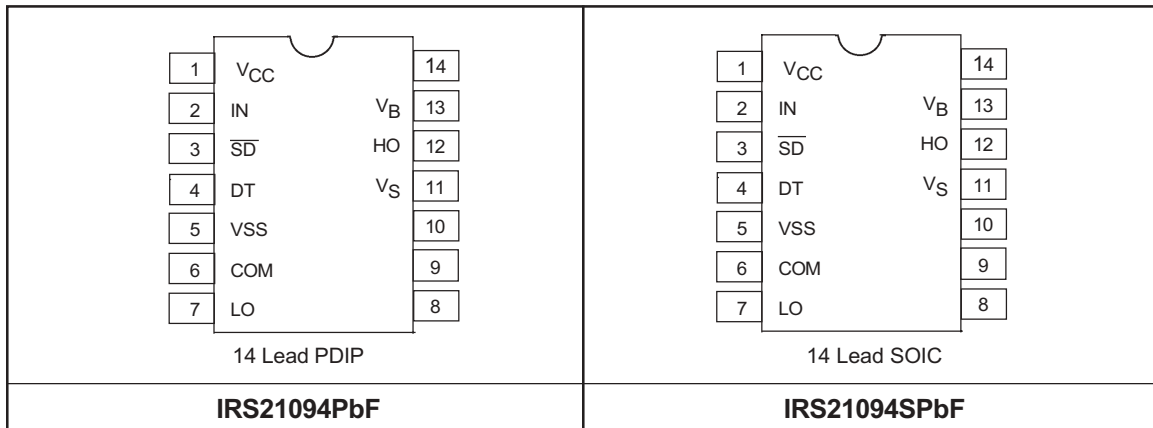 1 VCC 14
2 IN VB 13
3 SD HO 12
4 DT VS 11
5 VSS 10
6 COM 9
7 LO 8
14 Lead PDIP
IRS21094PbF
1 VCC 14
2 IN VB 13
3 SD HO 12
4 DT VS 11
5 VSS 10
6 COM 9
7 LO 8
14 Lead SOIC
IRS21094SPbF